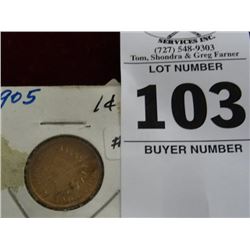 SERVICES INC.
(727) 548-9303
Tom, Shondra & Greg Farner
LOT NUMBER
103
BUYER NUMBER
905
1¢